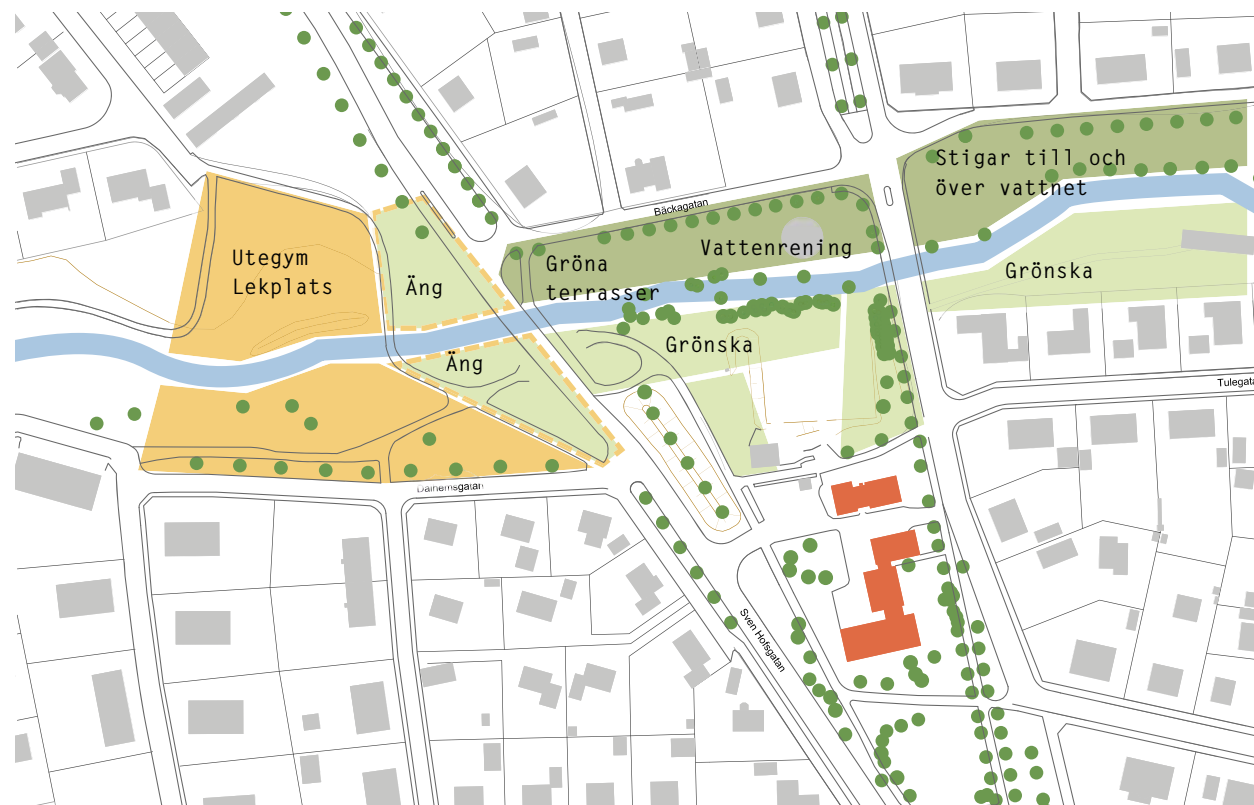 Stigar till och
över vattnet
Bäckagatan
Vattenrening
Utegym
Lekplats
Gröna
terrasser
Äng
Grönska
Grönska
Äng
Tulegata
Dalhemsgatan
Sven Hofsgatan